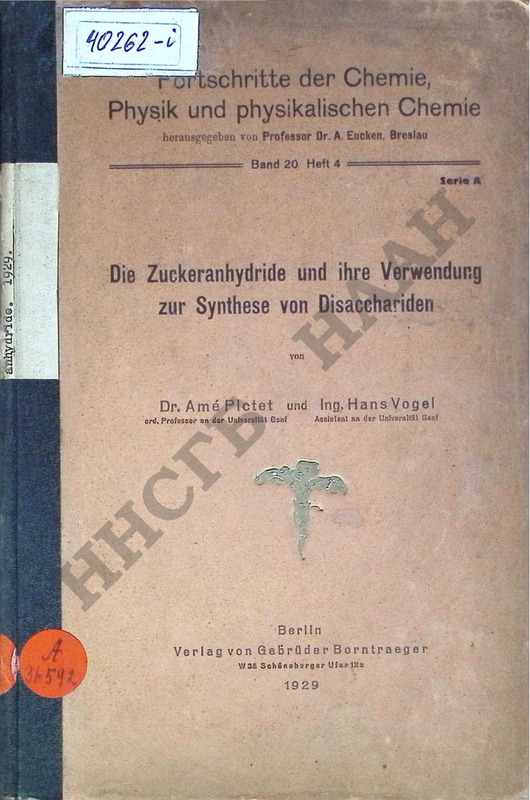 40262-i
Fortschritte der Chemie,
Physik und physikalischen Chemie
herausgegeben von Professor Dr. A. Eucken, Breslau
Band 20 Heft 4
Serie A
Die Zuckeranhydride und ihre Verwendung
zur Synthese von Disacchariden
von
Dr. Amé Pictet und Ing. Hans Vogel
ord. Professor an der Universität Genf Assistent an der Universität Genf
Berlin
Verlag von Gebrüder Borntraeger
W 35 Schöneberger Ufer 12a
1929
anhydride. 1929.
A
36592
ННСГБ НААН